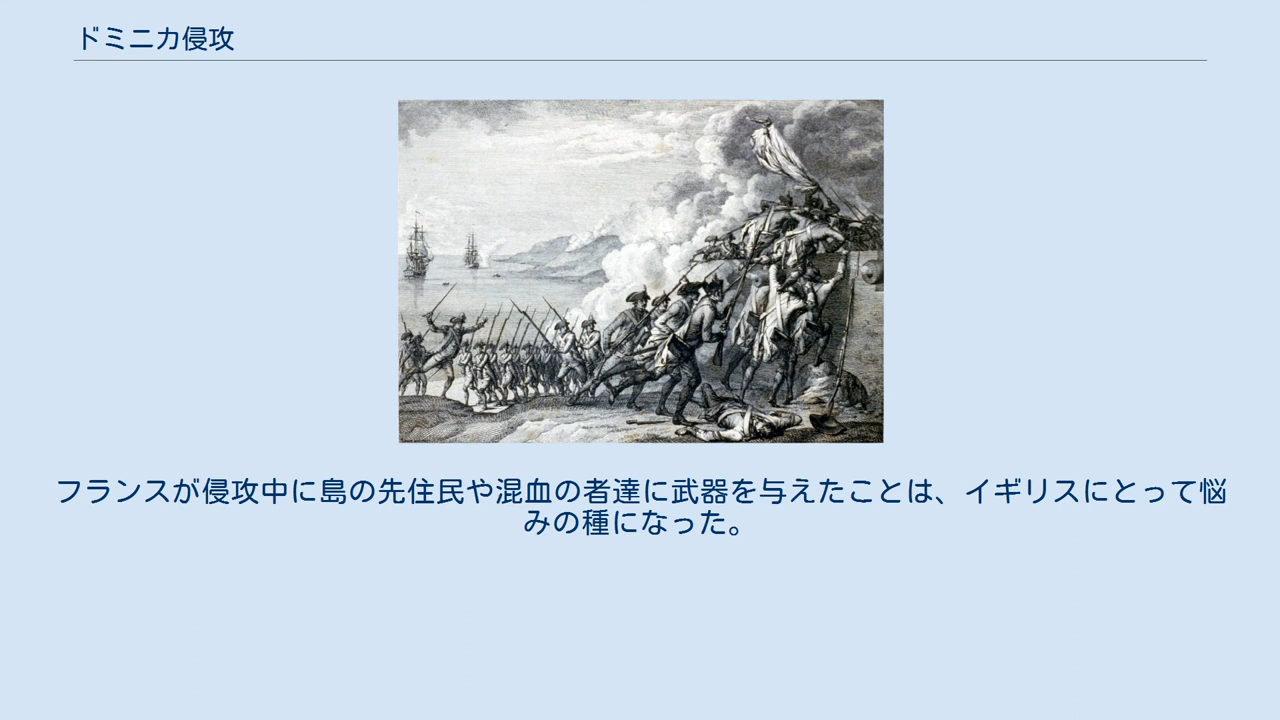 ドミニカ侵攻
フランスが侵攻中に島の先住民や混血の者達に武器を与えたことは、イギリスにとって悩
みの種になった。